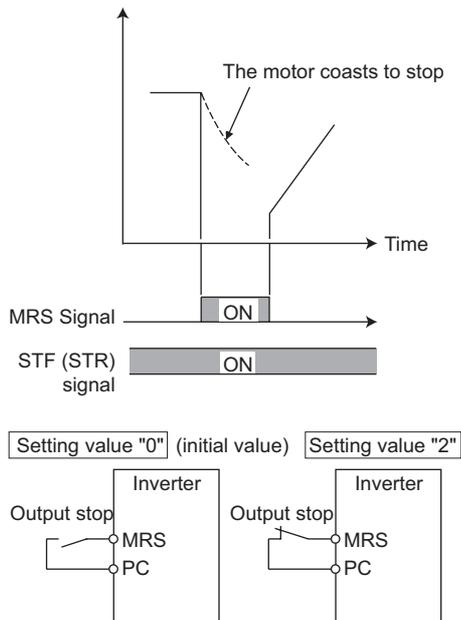 The motor coasts to stop
Time
MRS Signal
ON
STF (STR)
signal
ON
Setting value "0" (initial value) Setting value "2"
Inverter
Output stop
MRS
PC
Inverter
Output stop
MRS
PC